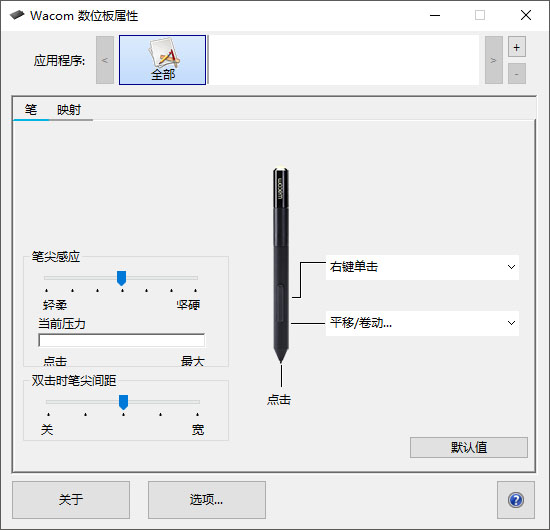 Wacom 数位板属性
应用程序:
<
全部
>
+
-
笔 映射
wacom
笔尖感应
轻柔 坚硬
当前压力
点击 最大
双击时笔尖间距
关 宽
右键单击
平移/卷动...
点击
默认值
关于
选项...
?